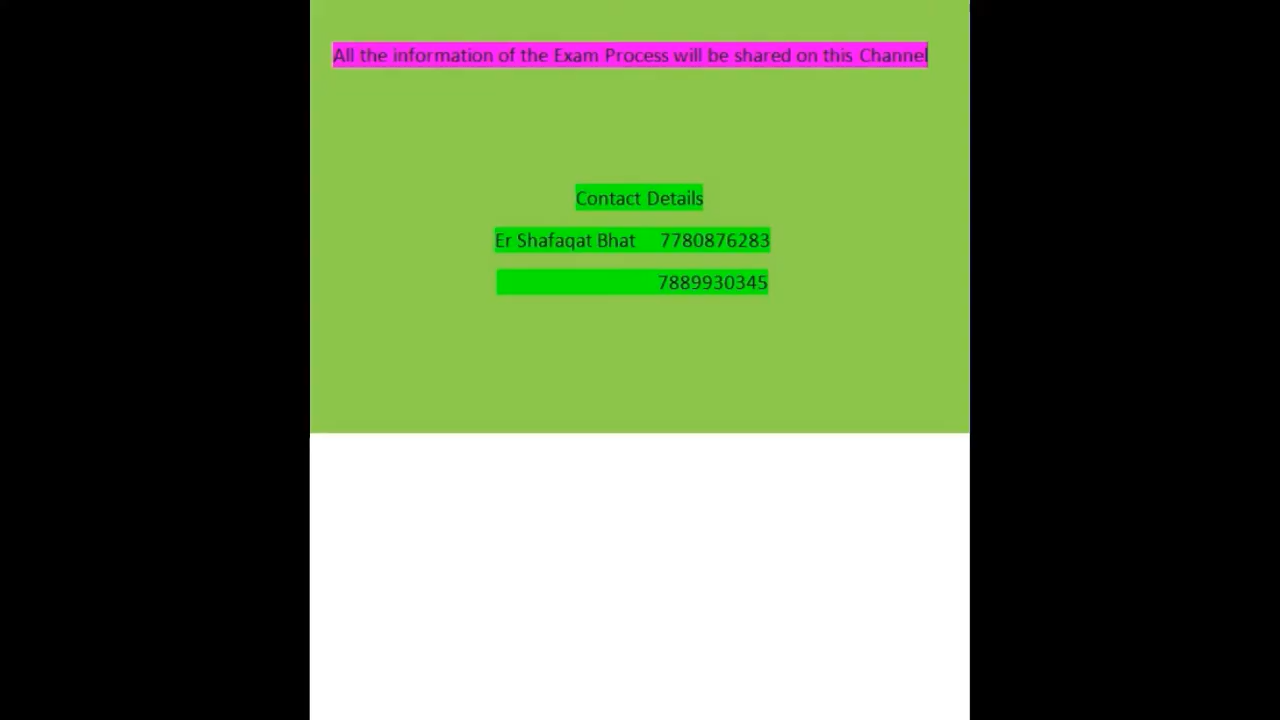 All the information of the Exam Process will be shared on this Channel
Contact Details
Er Shafaqat Bhat 7780876283
7889930345